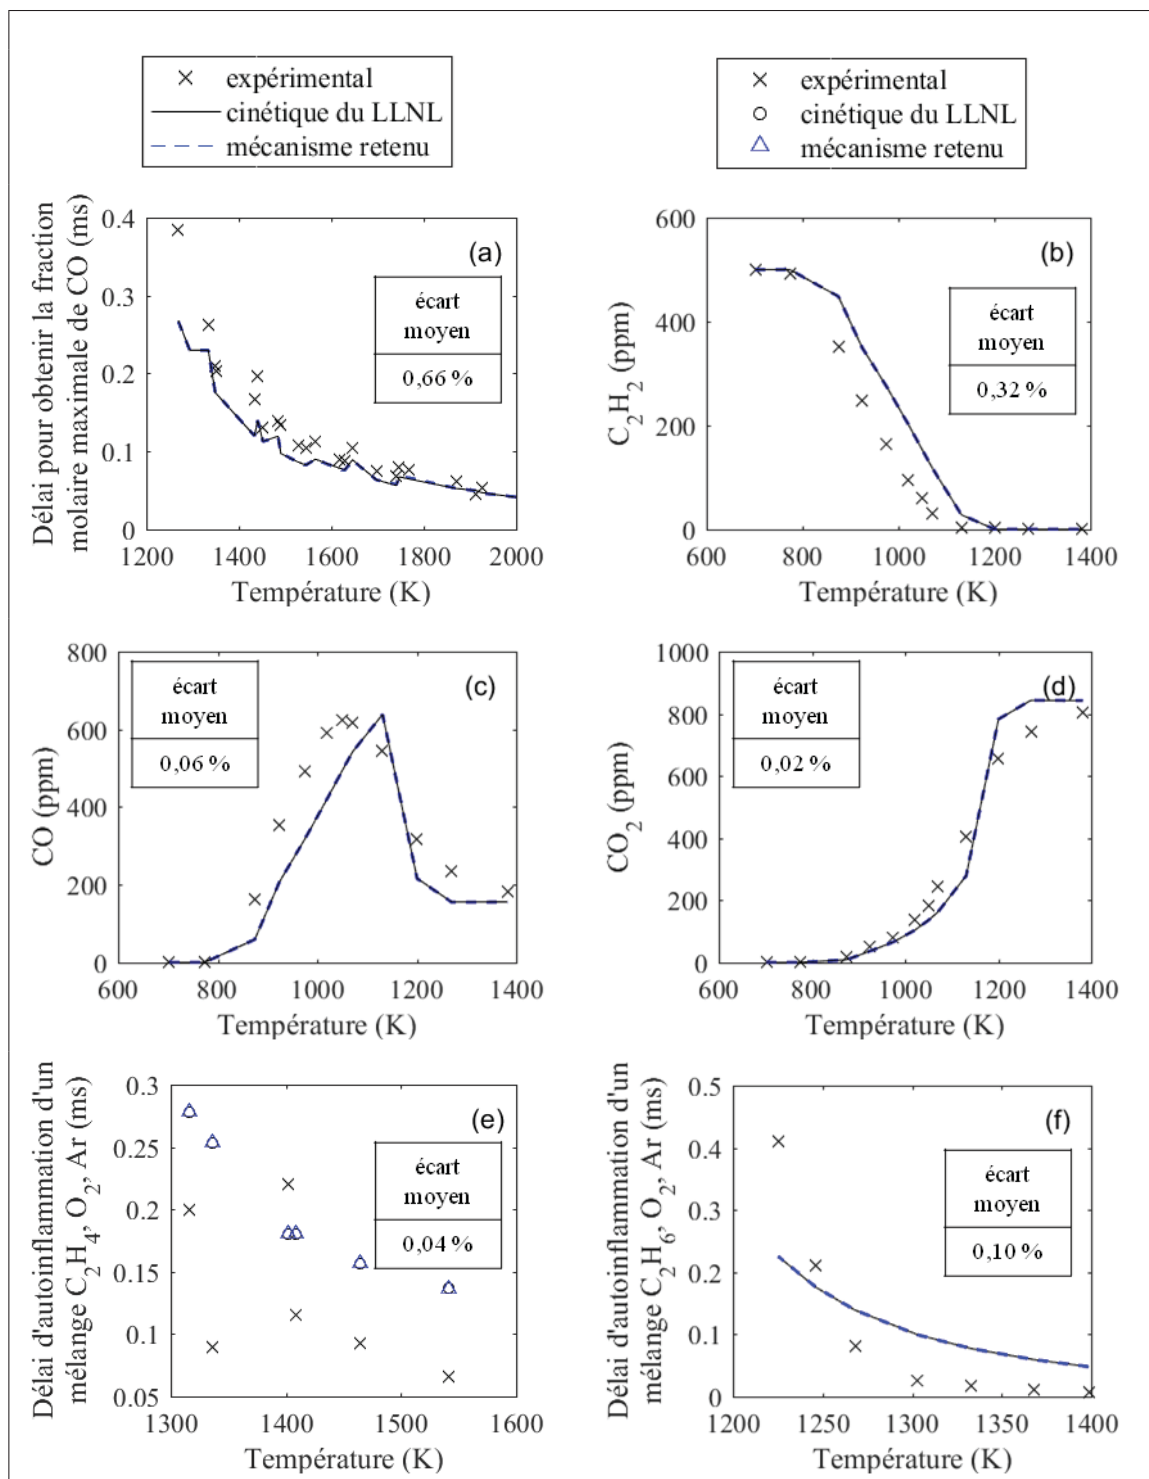 expérimental
cinétique du LLNL
mécanisme retenu
expérimental
cinétique du LLNL
mécanisme retenu
Délai pour obtenir la fraction
molaire maximale de CO (ms)
0.4
0.3
0.2
0.1
0
1200 1400 1600 1800 2000
Température (K)
(a)
écart
moyen
0,66 %
C2H2 (ppm)
600
400
200
0
600 800 1000 1200 1400
Température (K)
(b)
écart
moyen
0,32 %
CO (ppm)
800
600
400
200
0
600 800 1000 1200 1400
Température (K)
(c)
écart
moyen
0,06 %
CO2 (ppm)
1000
800
600
400
200
0
600 800 1000 1200 1400
Température (K)
(d)
écart
moyen
0,02 %
Délai d'autoinflammation d'un
mélange C2H4, O2, Ar (ms)
0.3
0.25
0.2
0.15
0.1
0.05
1300 1400 1500 1600
Température (K)
(e)
écart
moyen
0,04 %
Délai d'autoinflammation d'un
mélange C2H6, O2, Ar (ms)
0.5
0.4
0.3
0.2
0.1
0
1200 1250 1300 1350 1400
Température (K)
(f)
écart
moyen
0,10 %